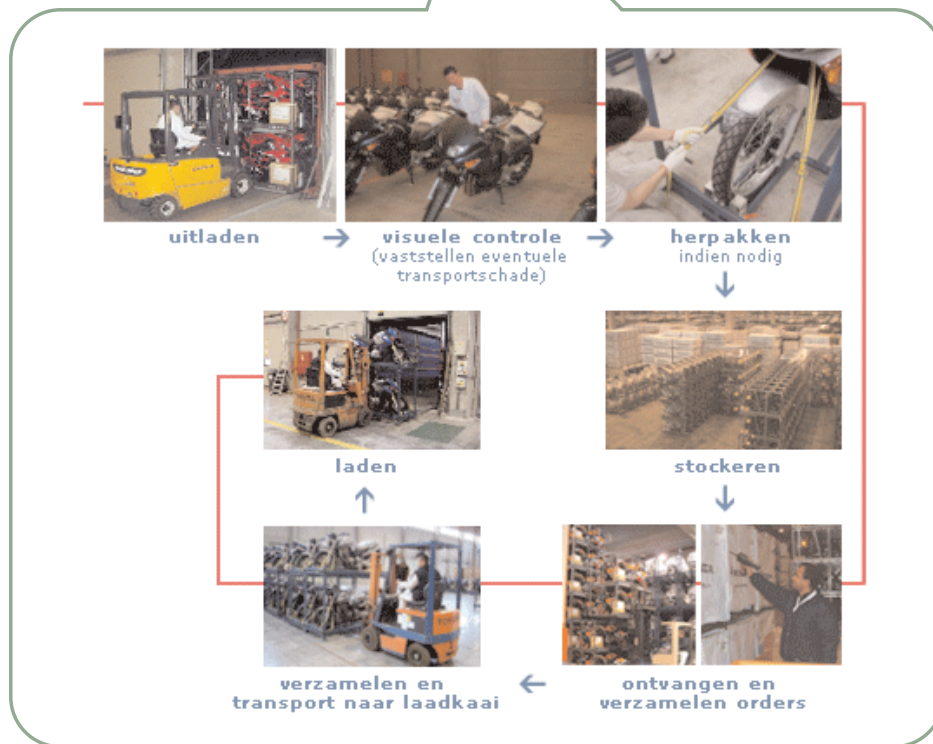 uitladen
visuele controle
(vaststellen eventuele
transportschade)
herpakken
indien nodig
laden
stockeren
verzamelen en
transport naar laadkaai
ontvangen en
verzamelen orders